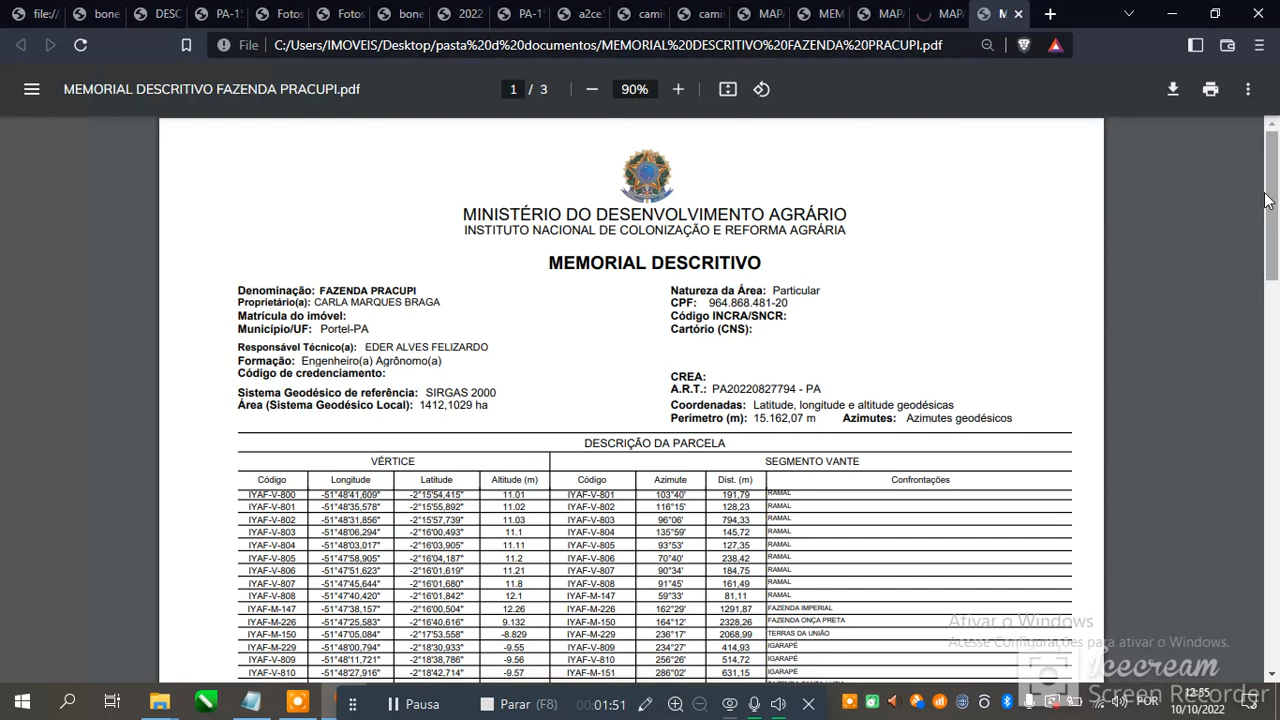 file:// bone DESC PA-1 Fotos Fotos bone 2022 PA-1 a2ce5 camis camis MAPA MEM MAPA MAPA M
File C:/Users/IMOVEIS/Desktop/pasta%20d%20documentos/MEMORIAL%20DESCRITIVO%20FAZENDA%20PRACUPI.pdf
MEMORIAL DESCRITIVO FAZENDA PRACUPI.pdf 1 / 3 90%
MINISTÉRIO DO DESENVOLVIMENTO AGRÁRIO
INSTITUTO NACIONAL DE COLONIZAÇÃO E REFORMA AGRÁRIA
MEMORIAL DESCRITIVO
Denominação: FAZENDA PRACUPI Natureza da Área: Particular
Proprietário(a): CARLA MARQUES BRAGA CPF: 964.868.481-20
Matrícula do imóvel: Código INCRA/SNCR:
Município/UF: Portel-PA Cartório (CNS):
Responsável Técnico(a): EDER ALVES FELIZARDO
Formação: Engenheiro(a) Agrônomo(a)
Código de credenciamento: CREA:
Sistema Geodésico de referência: SIRGAS 2000 A.R.T.: PA20220827794 - PA
Área (Sistema Geodésico Local): 1412,1029 ha Coordenadas: Latitude, longitude e altitude geodésicas
Perímetro (m): 15.162,07 m Azimutes: Azimutes geodésicos
DESCRIÇÃO DA PARCELA
VÉRTICE SEGMENTO VANTE
Código Longitude Latitude Altitude (m) Código Azimute Dist. (m) Confrontações
IYAF-V-800 -51°48'41,609" -2°15'54,415" 11.01 IYAF-V-801 103°40' 191,79 RAMAL
IYAF-V-801 -51°48'35,578" -2°15'55,892" 11.02 IYAF-V-802 116°15' 128,23 RAMAL
IYAF-V-802 -51°48'31,856" -2°15'57,739" 11.03 IYAF-V-803 96°06' 794,33 RAMAL
IYAF-V-803 -51°48'06,294" -2°16'00,493" 11.1 IYAF-V-804 135°59' 145,72 RAMAL
IYAF-V-804 -51°48'03,017" -2°16'03,905" 11.11 IYAF-V-805 93°53' 127,35 RAMAL
IYAF-V-805 -51°47'58,905" -2°16'04,187" 11.2 IYAF-V-806 70°40' 238,42 RAMAL
IYAF-V-806 -51°47'51,623" -2°16'01,619" 11.21 IYAF-V-807 90°34' 184,75 RAMAL
IYAF-V-807 -51°47'45,644" -2°16'01,680" 11.8 IYAF-V-808 91°45' 161,49 RAMAL
IYAF-V-808 -51°47'40,420" -2°16'01,842" 12.1 IYAF-M-147 59°33' 81,11 RAMAL
IYAF-M-147 -51°47'38,157" -2°16'00,504" 12.26 IYAF-M-226 162°29' 1291,87 FAZENDA IMPERIAL
IYAF-M-226 -51°47'25,583" -2°16'40,616" 9.132 IYAF-M-150 164°12' 2328,26 FAZENDA ONÇA PRETA
IYAF-M-150 -51°47'05,084" -2°17'53,558" -8.829 IYAF-M-229 236°17' 2068,99 TERRAS DA UNIÃO
IYAF-M-229 -51°48'00,794" -2°18'30,933" -9.55 IYAF-V-809 234°27' 414,93 IGARAPÉ
IYAF-V-809 -51°48'11,721" -2°18'38,786" -9.56 IYAF-V-810 256°26' 514,72 IGARAPÉ
IYAF-V-810 -51°48'27,916" -2°18'42,714" -9.57 IYAF-M-151 286°02' 631,15 IGARAPÉ
Ativar o Windows
Acesse Configurações para ativar o Windows.
Icecream
Screen Recorder
Pausa Parar (F8) 00:01:51 POR 12:55
10/10/2022